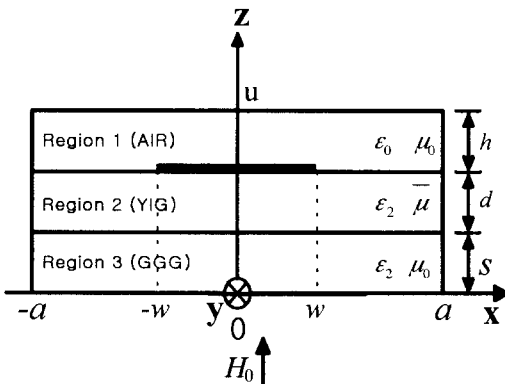 z
u
Region 1 (AIR) ε₀ μ₀ h
Region 2 (YIG) ε₂ μ̅ d
Region 3 (GGG) ε₂ μ₀ S
-a -w y 0 w a x
H₀